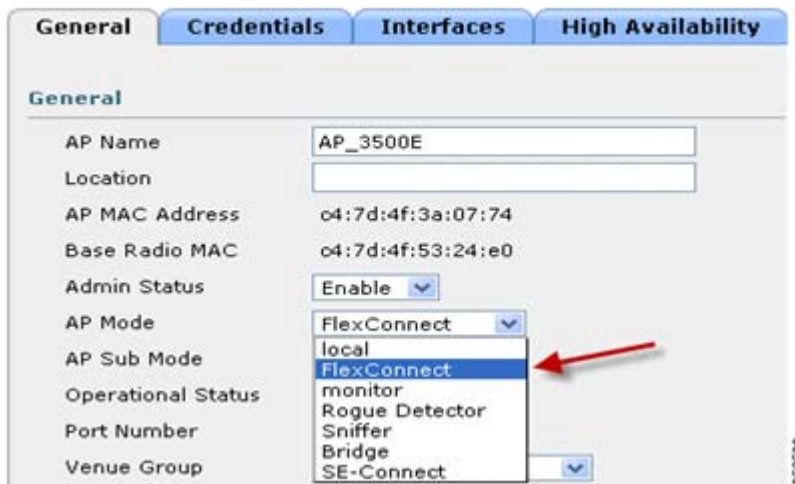 General Credentials Interfaces High Availability
General
AP Name AP_3500E
Location
AP MAC Address c4:7d:4f:3a:07:74
Base Radio MAC c4:7d:4f:53:24:e0
Admin Status Enable
AP Mode FlexConnect
AP Sub Mode local
FlexConnect
Operational Status monitor
Rogue Detector
Port Number Sniffer
Bridge
Venue Group SE-Connect